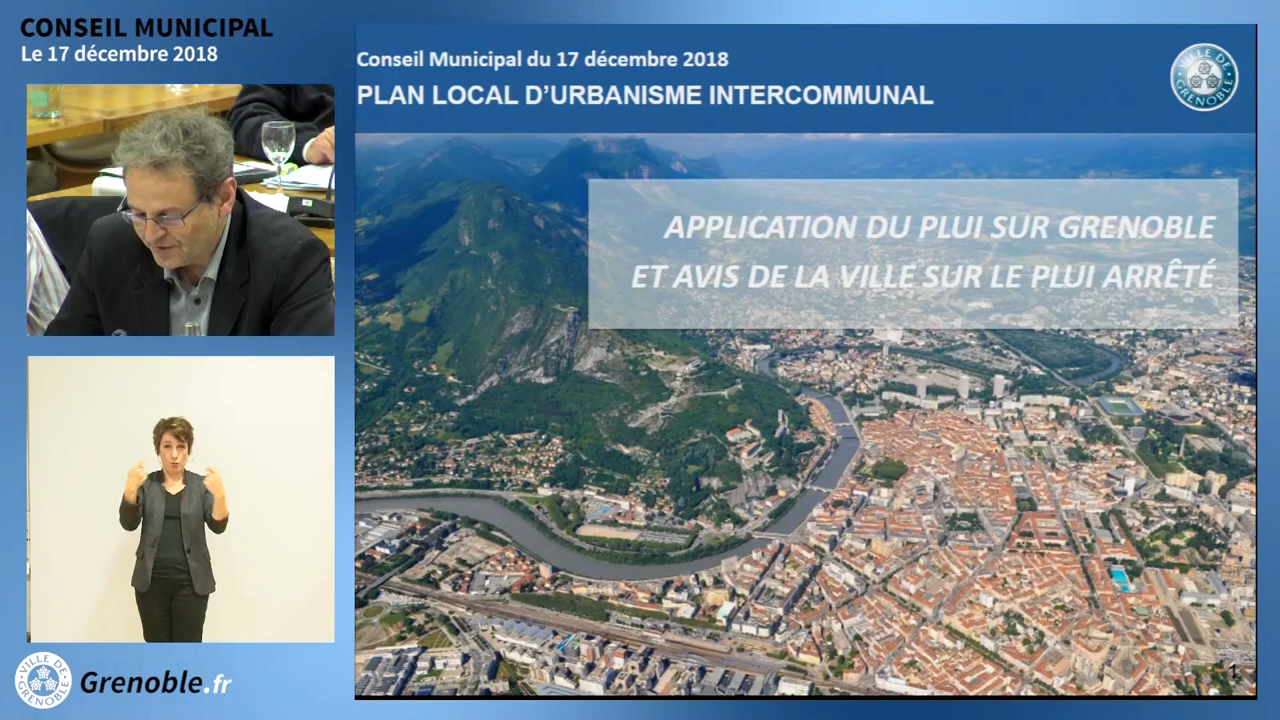 CONSEIL MUNICIPAL
Le 17 décembre 2018
Conseil Municipal du 17 décembre 2018
PLAN LOCAL D'URBANISME INTERCOMMUNAL
VILLE DE
GRENOBLE
APPLICATION DU PLUI SUR GRENOBLE
ET AVIS DE LA VILLE SUR LE PLUI ARRÊTÉ
1
VILLE DE
GRENOBLE
Grenoble.fr